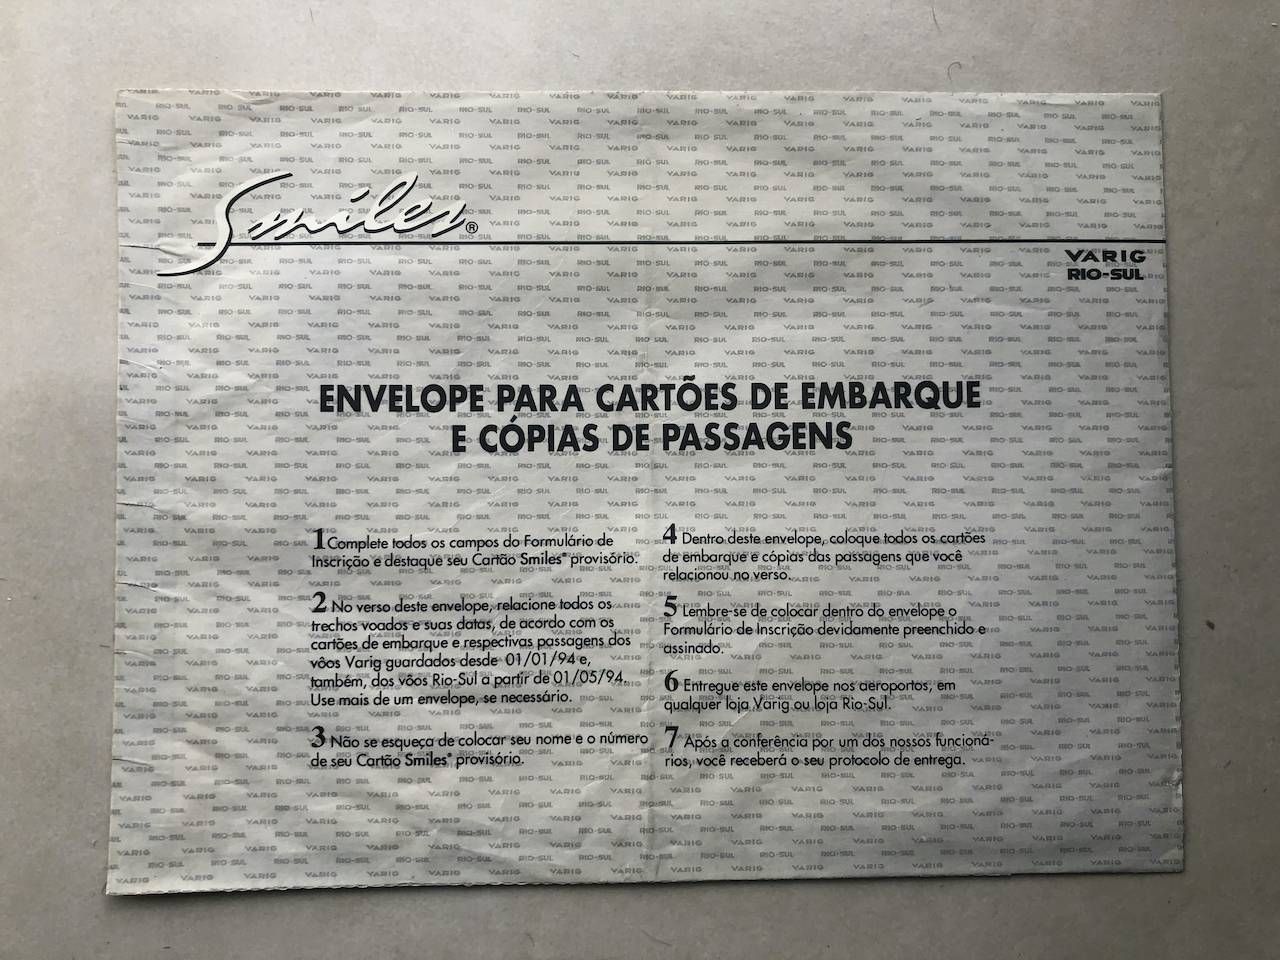 Smiles®
VARIG
RIO-SUL
ENVELOPE PARA CARTÕES DE EMBARQUE
E CÓPIAS DE PASSAGENS
1 Complete todos os campos do Formulário de
Inscrição e destaque seu Cartão Smiles® provisório.
2 No verso deste envelope, relacione todos os
trechos voados e suas datas, de acordo com os
cartões de embarque e respectivas passagens dos
vôos Varig guardados desde 01/01/94 e,
também, dos vôos Rio-Sul a partir de 01/05/94.
Use mais de um envelope, se necessário.
3 Não se esqueça de colocar seu nome e o número
de seu Cartão Smiles® provisório.
4 Dentro deste envelope, coloque todos os cartões
de embarque e cópias das passagens que você
relacionou no verso.
5 Lembre-se de colocar dentro do envelope o
Formulário de Inscrição devidamente preenchido e
assinado.
6 Entregue este envelope nos aeroportos, em
qualquer loja Varig ou loja Rio-Sul.
7 Após a conferência por um dos nossos funcioná-
rios, você receberá o seu protocolo de entrega.